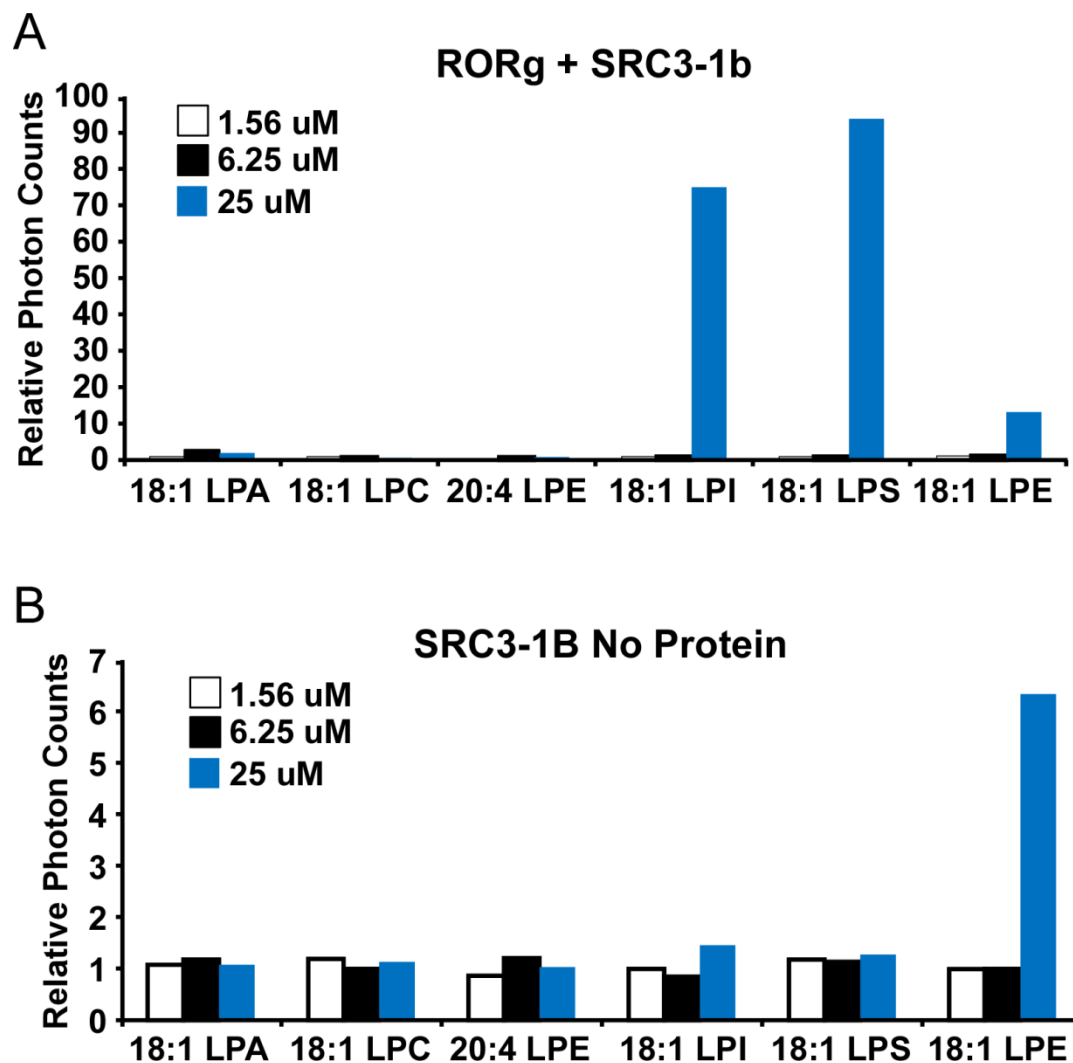 A
RORg + SRC3-1b
Relative Photon Counts
100
90
80
70
60
50
40
30
20
10
0
1.56 uM
6.25 uM
25 uM
18:1 LPA 18:1 LPC 20:4 LPE 18:1 LPI 18:1 LPS 18:1 LPE
B
SRC3-1B No Protein
Relative Photon Counts
7
6
5
4
3
2
1
0
1.56 uM
6.25 uM
25 uM
18:1 LPA 18:1 LPC 20:4 LPE 18:1 LPI 18:1 LPS 18:1 LPE